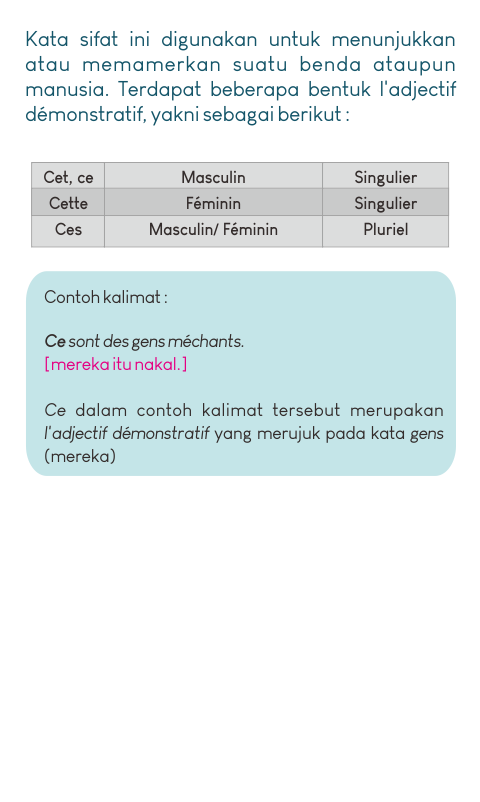 Kata sifat ini digunakan untuk menunjukkan
atau memamerkan suatu benda ataupun
manusia. Terdapat beberapa bentuk l'adjectif
démonstratif, yakni sebagai berikut :
Cet, ce Masculin Singulier
Cette Féminin Singulier
Ces Masculin/ Féminin Pluriel
Contoh kalimat :
Ce sont des gens méchants.
[mereka itu nakal.]
Ce dalam contoh kalimat tersebut merupakan
l'adjectif démonstratif yang merujuk pada kata gens
(mereka)